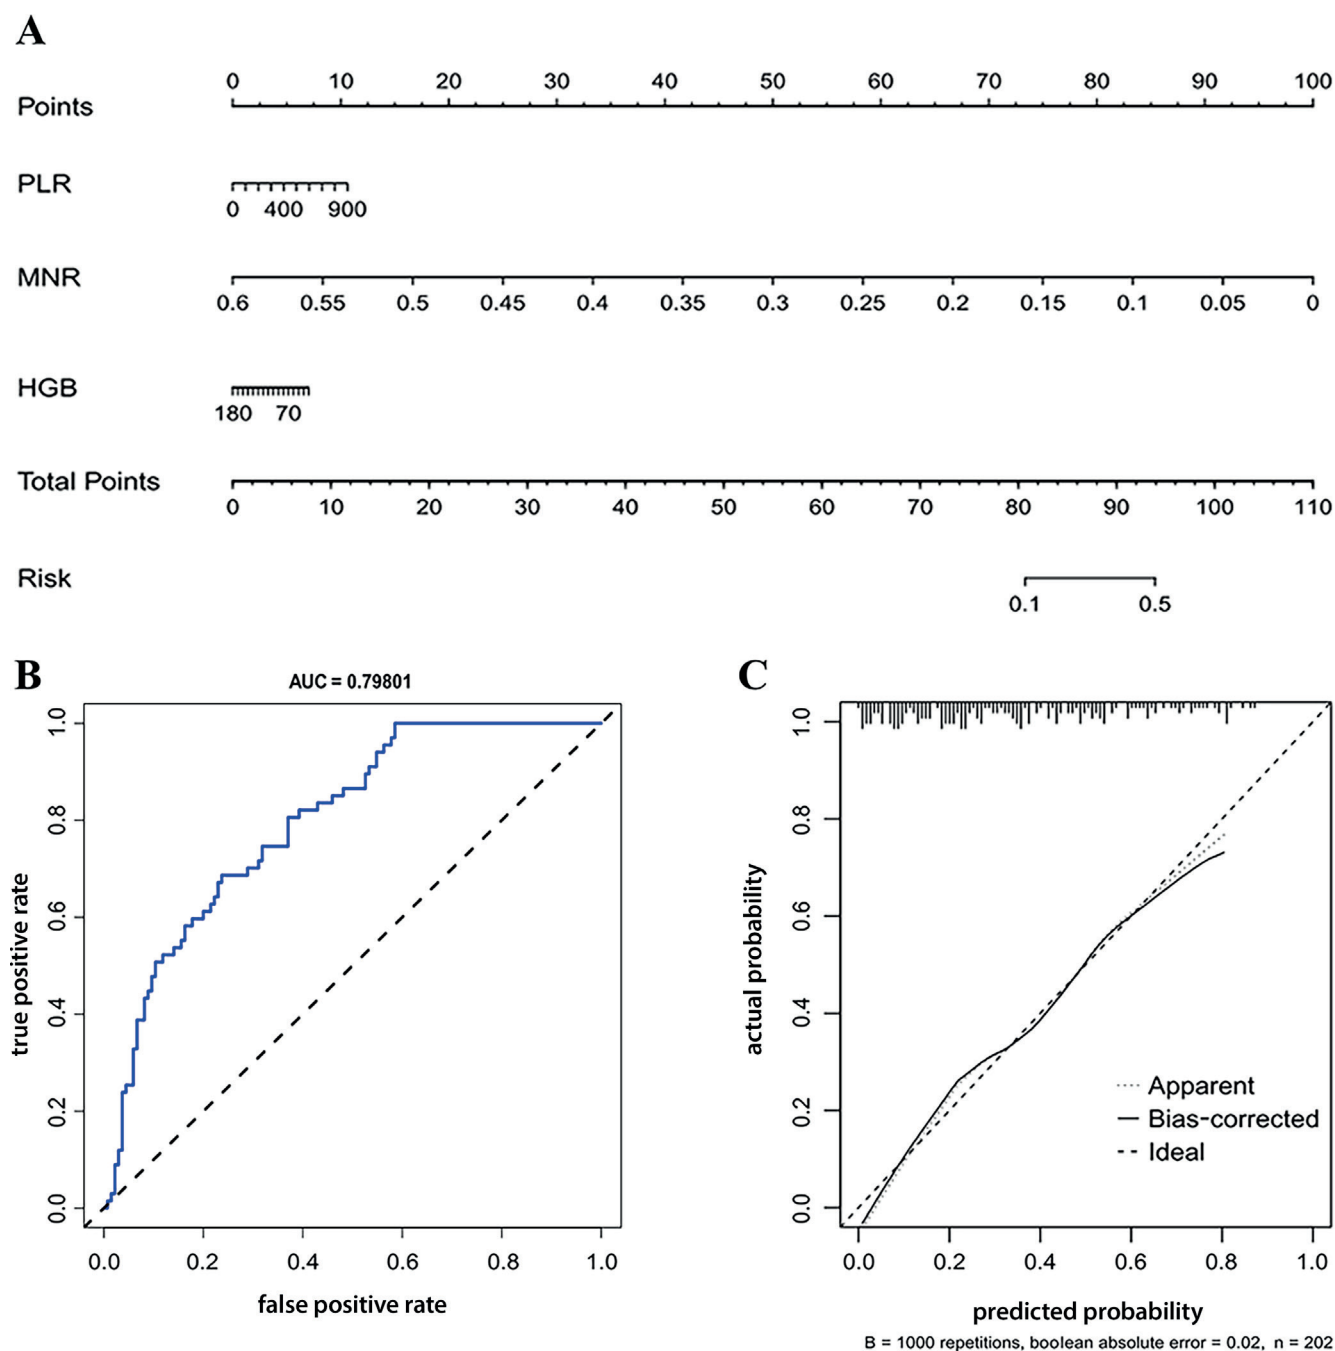 A
0 10 20 30 40 50 60 70 80 90 100
Points
PLR
0 400 900
MNR
0.6 0.55 0.5 0.45 0.4 0.35 0.3 0.25 0.2 0.15 0.1 0.05 0
HGB
180 70
Total Points
0 10 20 30 40 50 60 70 80 90 100 110
Risk
0.1 0.5
B
AUC = 0.79801
1.0
0.8
0.6
0.4
0.2
0.0
true positive rate
0.0 0.2 0.4 0.6 0.8 1.0
false positive rate
C
1.0
0.8
0.6
0.4
0.2
0.0
actual probability
Apparent
Bias-corrected
Ideal
0.0 0.2 0.4 0.6 0.8 1.0
predicted probability
B = 1000 repetitions, boolean absolute error = 0.02, n = 202